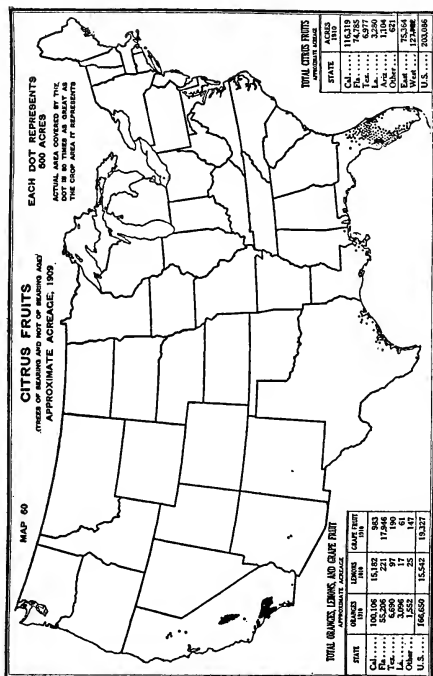 MAP 60
CITRUS FRUITS
(TREES OF BEARING AND NOT OF BEARING AGE)
APPROXIMATE ACREAGE, 1909
EACH DOT REPRESENTS
500 ACRES
ACTUAL AREA COVERED BY THE
DOT IS TIMES AS GREAT AS
THE CROP AREA IT REPRESENTS
TOTAL ORANGES, LEMONS, AND GRAPE FRUIT
APPROXIMATE ACREAGE
STATE ORANGES 1910 LEMONS 1910 GRAPE FRUIT 1910
Cal. 100,106 15,182 983
Fla. 55,206 221 17,946
Tex. 6,690 97 190
La. 3,096 17 61
Other 1,552 25 147
U.S. 166,650 15,542 19,327
TOTAL CITRUS FRUITS
APPROXIMATE ACREAGE
STATE ACRES 1910
Cal. 116,319
Fla. 74,785
Tex. 6,977
La. 3,280
Ariz. 1,104
Other 621
East 75,364
West
U.S. 203,086